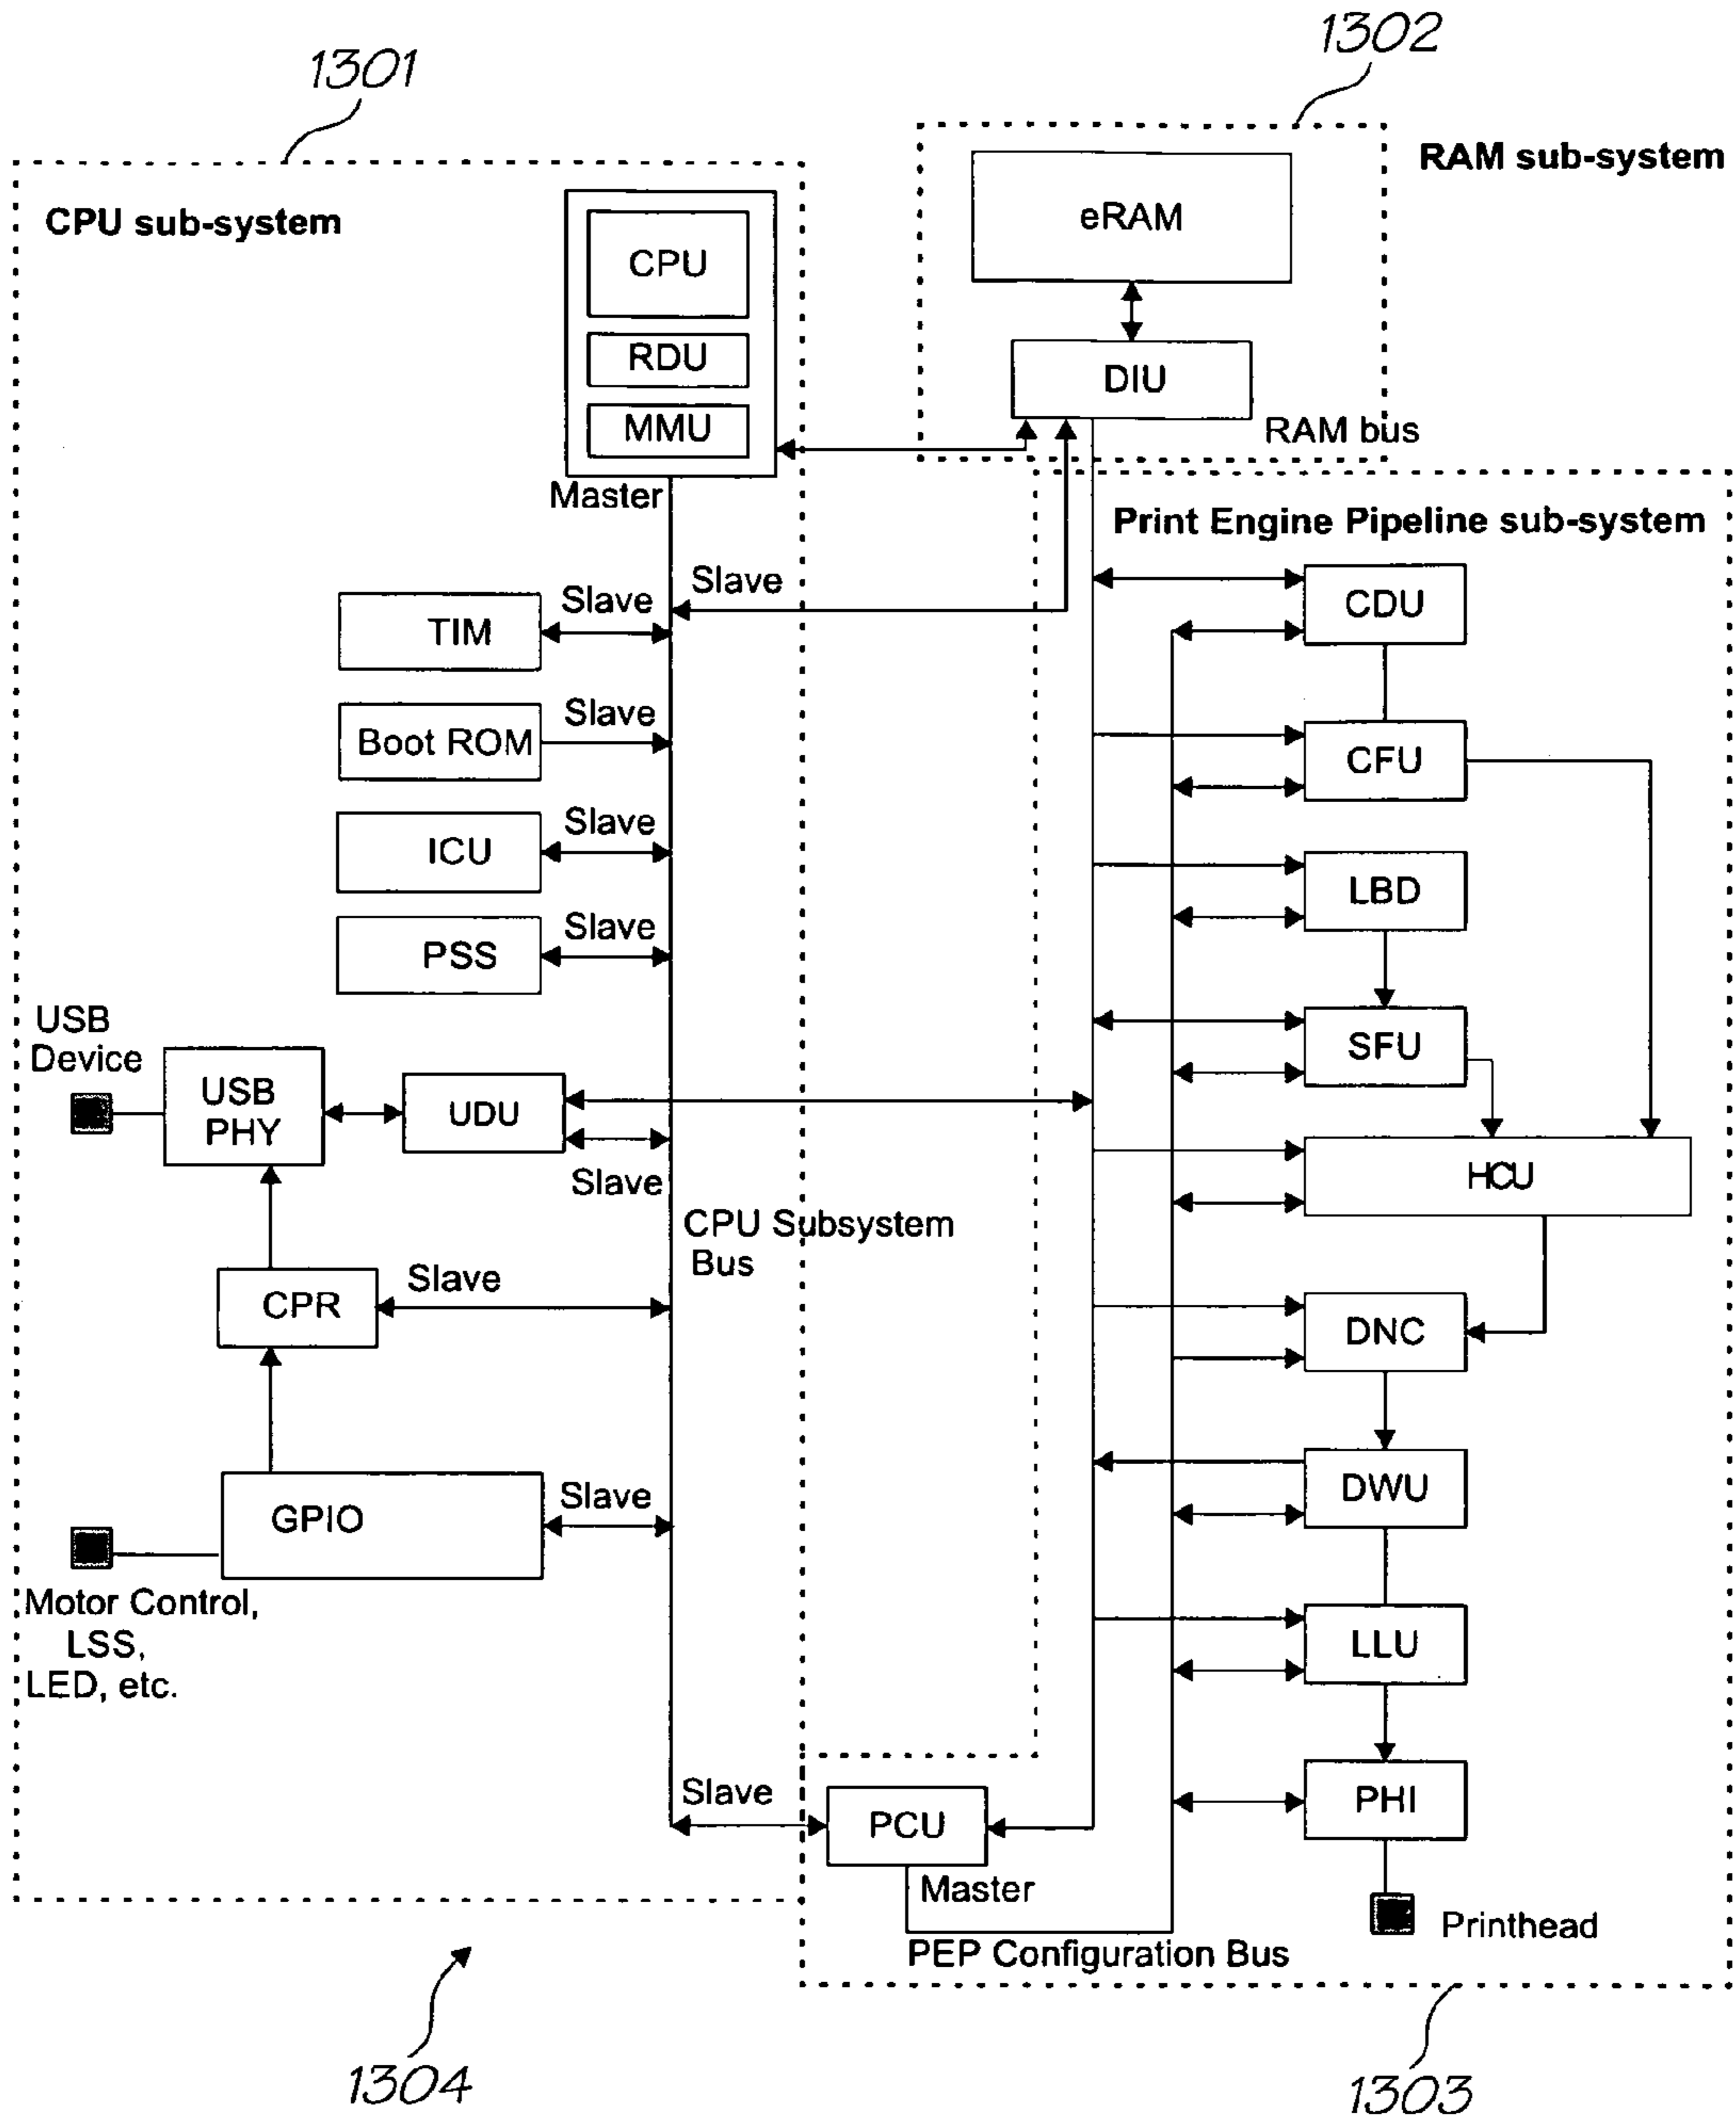 1301
1302
RAM sub-system
CPU sub-system
CPU
RDU
MMU
Master
eRAM
DIU
RAM bus
Print Engine Pipeline sub-system
Slave
TIM
Slave
Boot ROM
Slave
ICU
Slave
PSS
Slave
USB
Device
USB
PHY
UDU
Slave
CPU Subsystem
Bus
CPR
Slave
GPIO
Slave
Motor Control,
LSS,
LED, etc.
CDU
CFU
LBD
SFU
HCU
DNC
DWU
LLU
PHI
Slave
PCU
Master
Printhead
PEP Configuration Bus
1304
1303